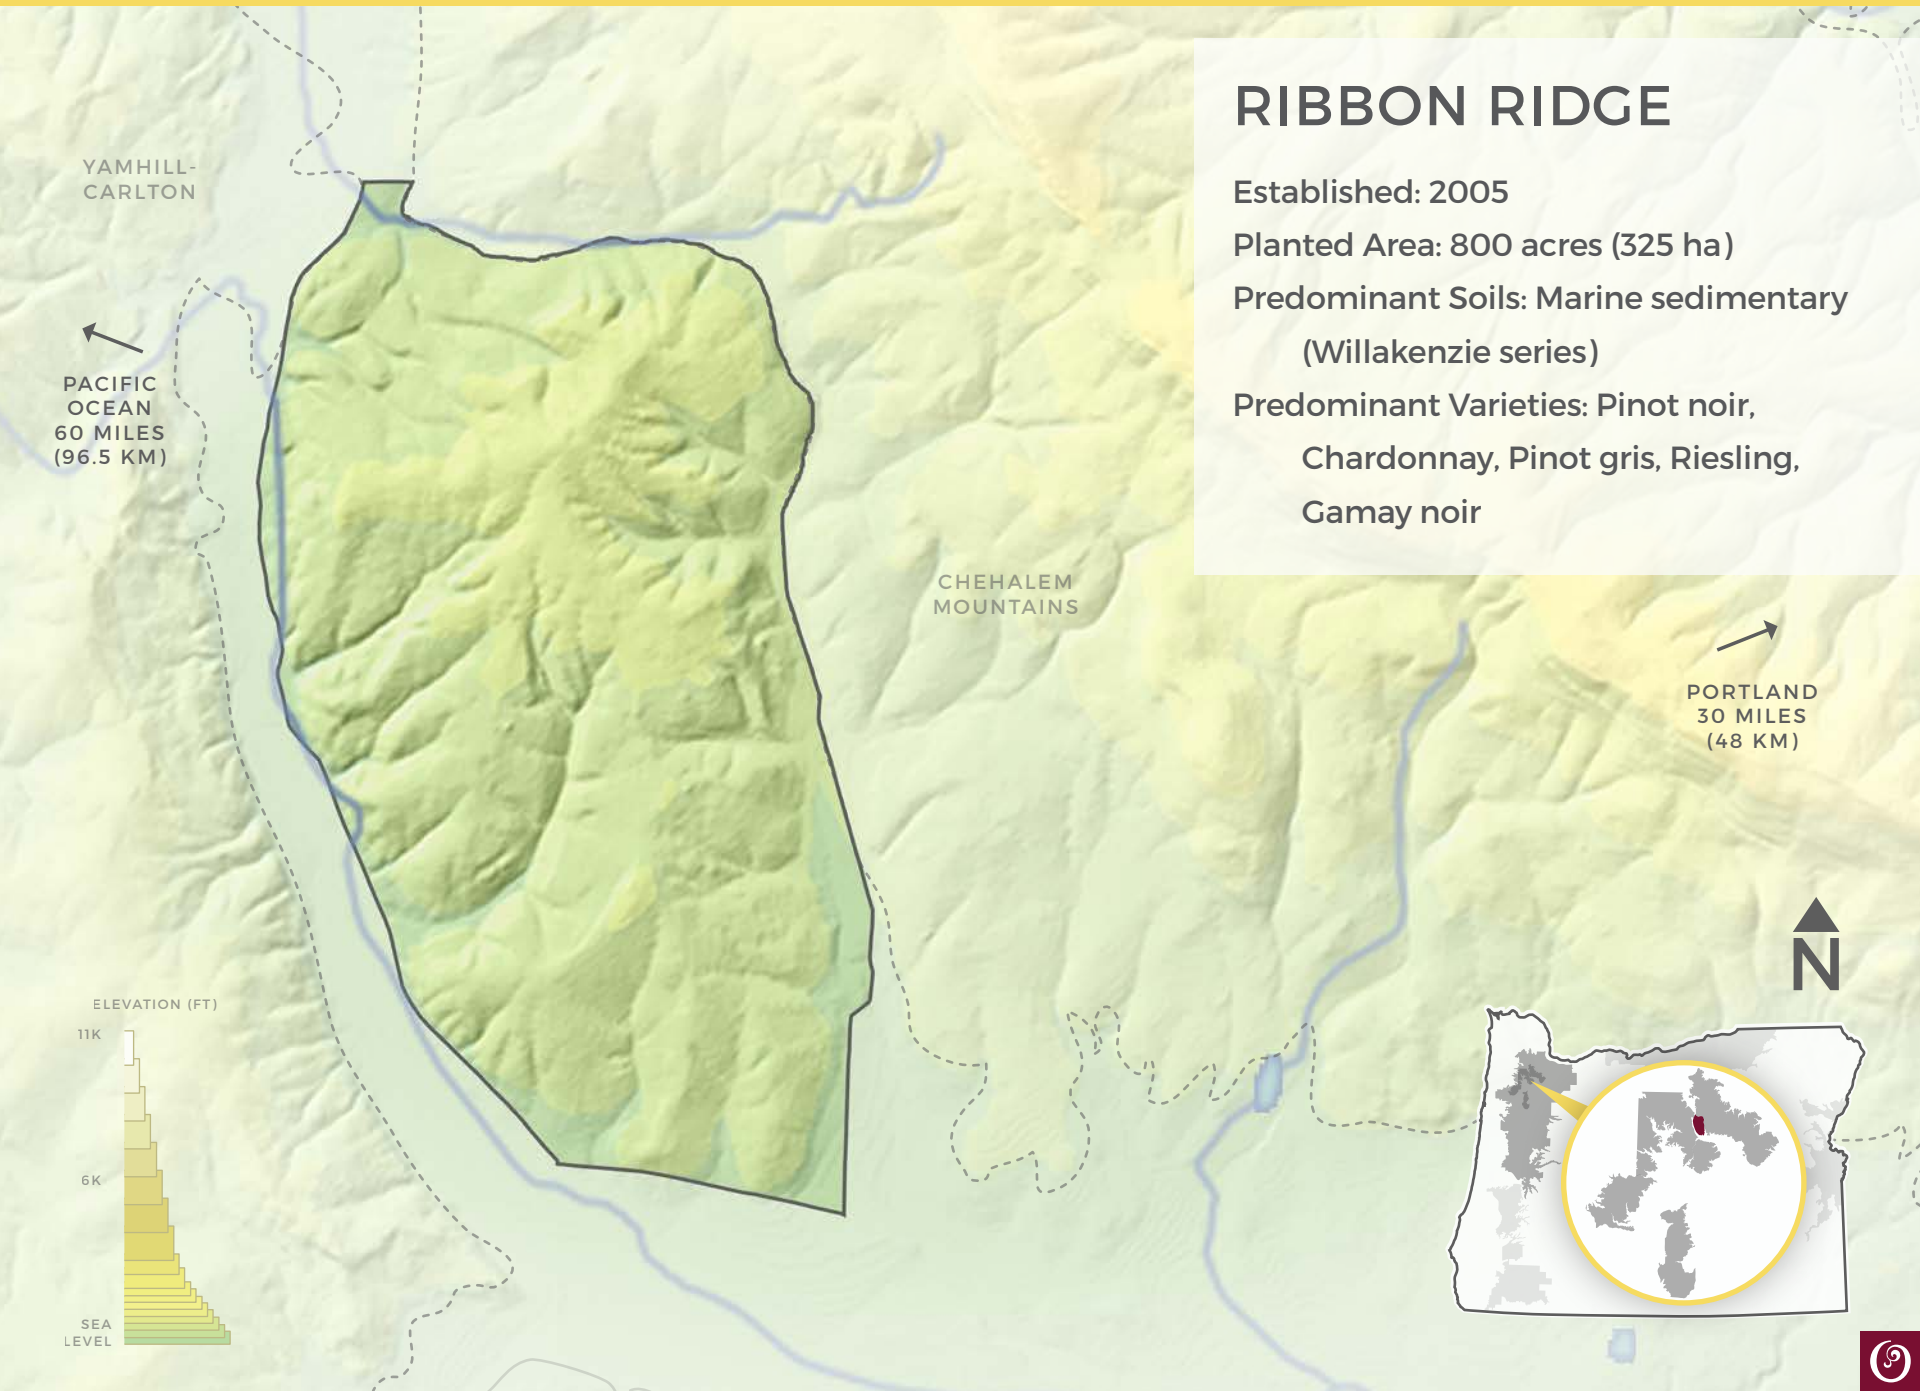 RIBBON RIDGE
Established: 2005
Planted Area: 800 acres (325 ha)
Predominant Soils: Marine sedimentary
(Willakenzie series)
Predominant Varieties: Pinot noir,
Chardonnay, Pinot gris, Riesling,
Gamay noir
YAMHILL-
CARLTON
PACIFIC
OCEAN
60 MILES
(96.5 KM)
CHEHALEM
MOUNTAINS
PORTLAND
30 MILES
(48 KM)
N
ELEVATION (FT)
11K
6K
SEA
LEVEL